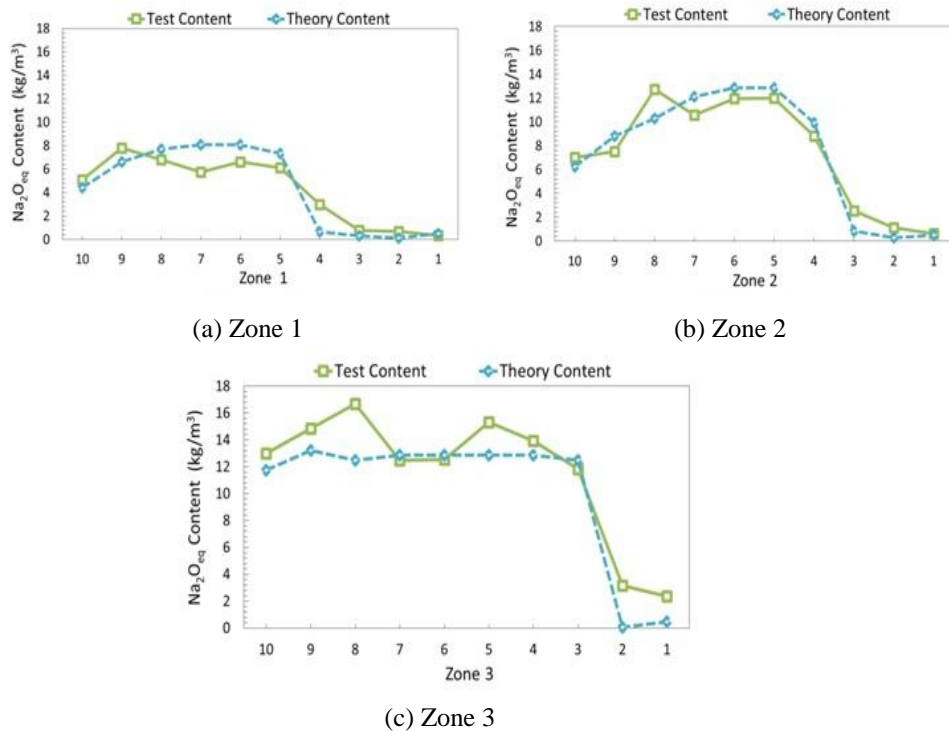 Test Content Theory Content
Na₂Oeq Content (kg/m³)
18
16
14
12
10
8
6
4
2
0
10 9 8 7 6 5 4 3 2 1
Zone 1
(a) Zone 1
Test Content Theory Content
Na₂Oeq Content (kg/m³)
18
16
14
12
10
8
6
4
2
0
10 9 8 7 6 5 4 3 2 1
Zone 2
(b) Zone 2
Test Content Theory Content
Na₂Oeq Content (kg/m³)
18
16
14
12
10
8
6
4
2
0
10 9 8 7 6 5 4 3 2 1
Zone 3
(c) Zone 3